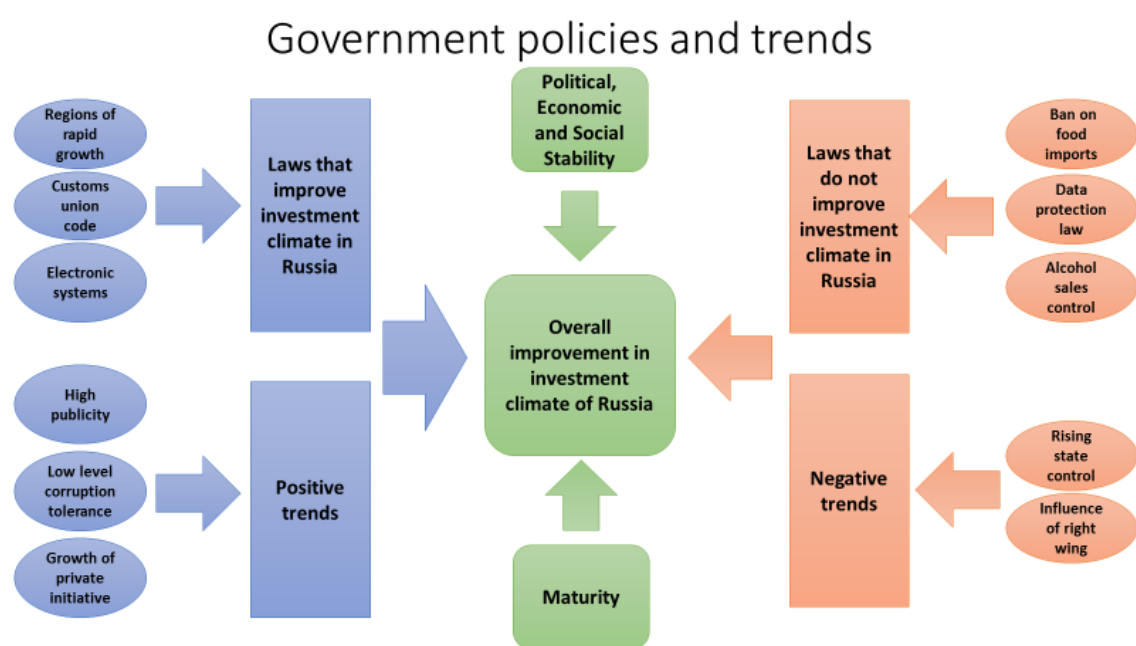 Government policies and trends
Regions of
rapid
growth
Customs
union
code
Electronic
systems
Laws that
improve
investment
climate in
Russia
High
publicity
Low level
corruption
tolerance
Growth of
private
initiative
Positive
trends
Political,
Economic
and Social
Stability
Overall
improvement in
investment
climate of Russia
Maturity
Laws that
do not
improve
investment
climate in
Russia
Ban on
food
imports
Data
protection
law
Alcohol
sales
control
Negative
trends
Rising
state
control
Influence
of right
wing